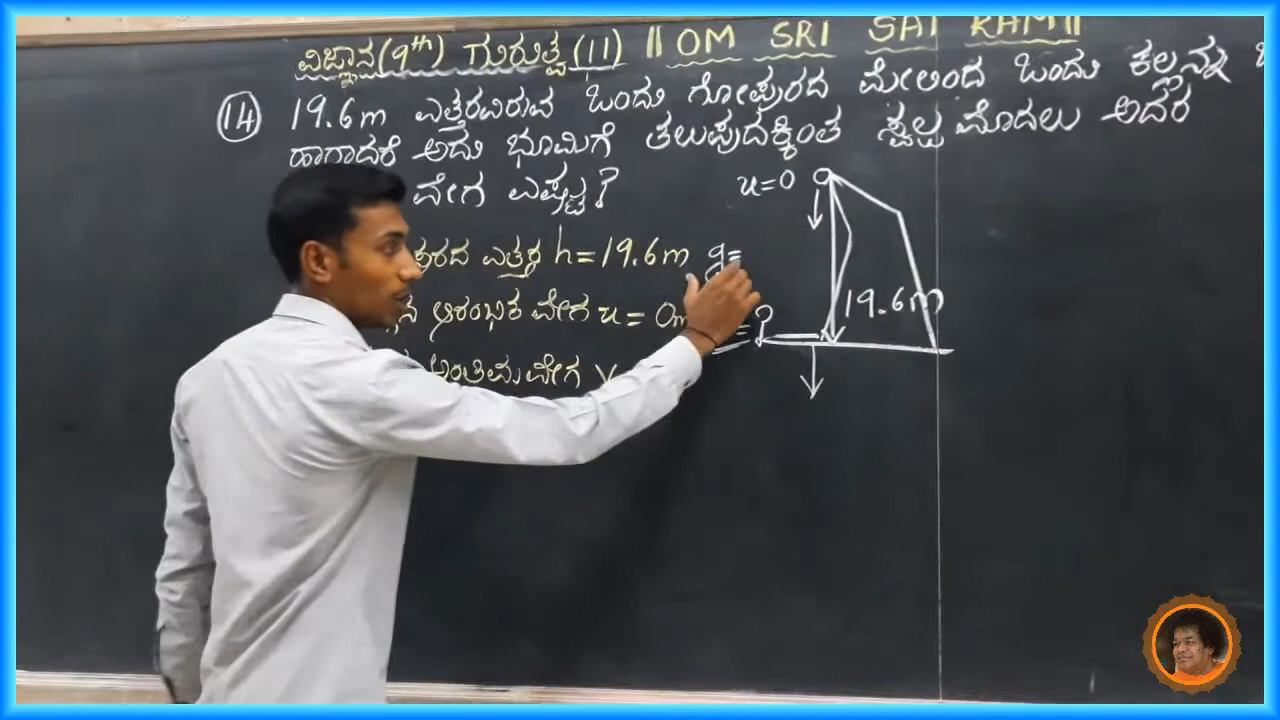 ವಿಜ್ಞಾನ(9th) ಗುರುತ್ವ(11) || OM SRI SAI RAM ||
14 19.6m ಎತ್ತರವಿರುವ ಒಂದು ಗೋಪುರದ ಮೇಲಿಂದ ಒಂದು ಕಲ್ಲನ್ನು
ಹಾಗಾದರೆ ಅದು ಭೂಮಿಗೆ ತಲುಪುದಕ್ಕಿಂತ ಸ್ವಲ್ಪ ಮೊದಲು ಅದರ
ವೇಗ ಎಷ್ಟು?
u=0
ಎತ್ತರ h=19.6m g=
ಆರಂಭಿಕ ವೇಗ u = 0m = ?
19.6m
ಅಂತಿಮ ವೇಗ V